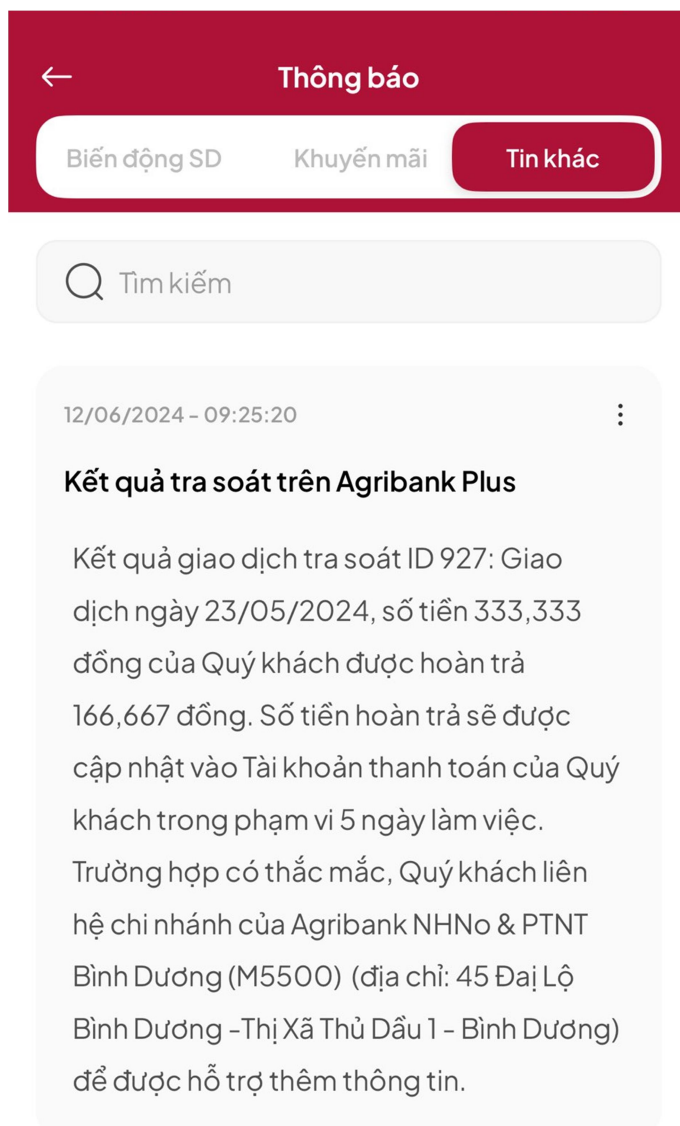 Thông báo
Biến động SD Khuyến mãi Tin khác
Tìm kiếm
12/06/2024 - 09:25:20
Kết quả tra soát trên Agribank Plus
Kết quả giao dịch tra soát ID 927: Giao
dịch ngày 23/05/2024, số tiền 333,333
đồng của Quý khách được hoàn trả
166,667 đồng. Số tiền hoàn trả sẽ được
cập nhật vào Tài khoản thanh toán của Quý
khách trong phạm vi 5 ngày làm việc.
Trường hợp có thắc mắc, Quý khách liên
hệ chi nhánh của Agribank NHNo & PTNT
Bình Dương (M5500) (địa chỉ: 45 Đaị Lộ
Bình Dương -Thị Xã Thủ Dầu 1 - Bình Dương)
để được hỗ trợ thêm thông tin.